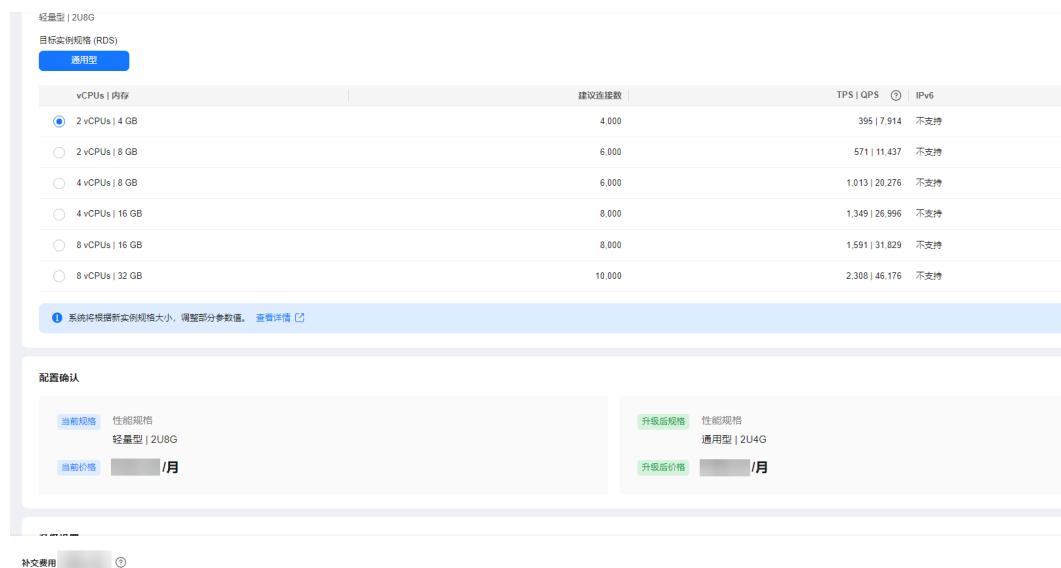 轻量型 | 2U8G
目标实例规格 (RDS)
通用型
vCPUs | 内存 建议连接数 TPS | QPS ? IPv6
2 vCPUs | 4 GB 4,000 395 | 7,914 不支持
2 vCPUs | 8 GB 6,000 571 | 11,437 不支持
4 vCPUs | 8 GB 6,000 1,013 | 20,276 不支持
4 vCPUs | 16 GB 8,000 1,349 | 26,996 不支持
8 vCPUs | 16 GB 8,000 1,591 | 31,829 不支持
8 vCPUs | 32 GB 10,000 2,308 | 46,176 不支持
系统将根据新实例规格大小，调整部分参数值。 查看详情
配置确认
当前规格 性能规格 升级后规格 性能规格
轻量型 | 2U8G 通用型 | 2U4G
当前价格 /月 升级后价格 /月
补交费用 ?